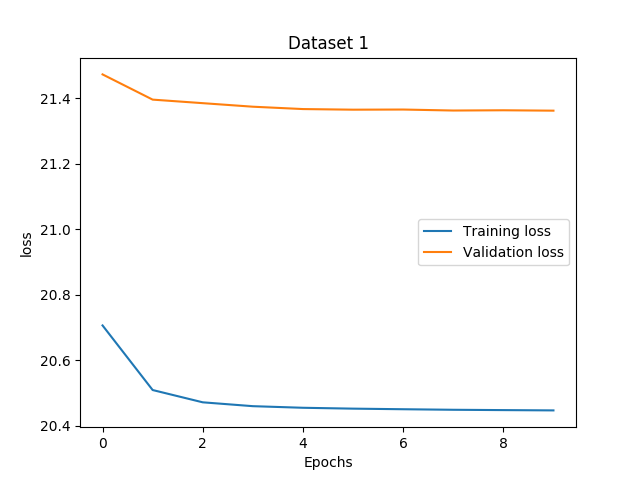 Dataset 1
21.4
21.2
21.0
20.8
20.6
20.4
loss
Training loss
Validation loss
0 2 4 6 8
Epochs